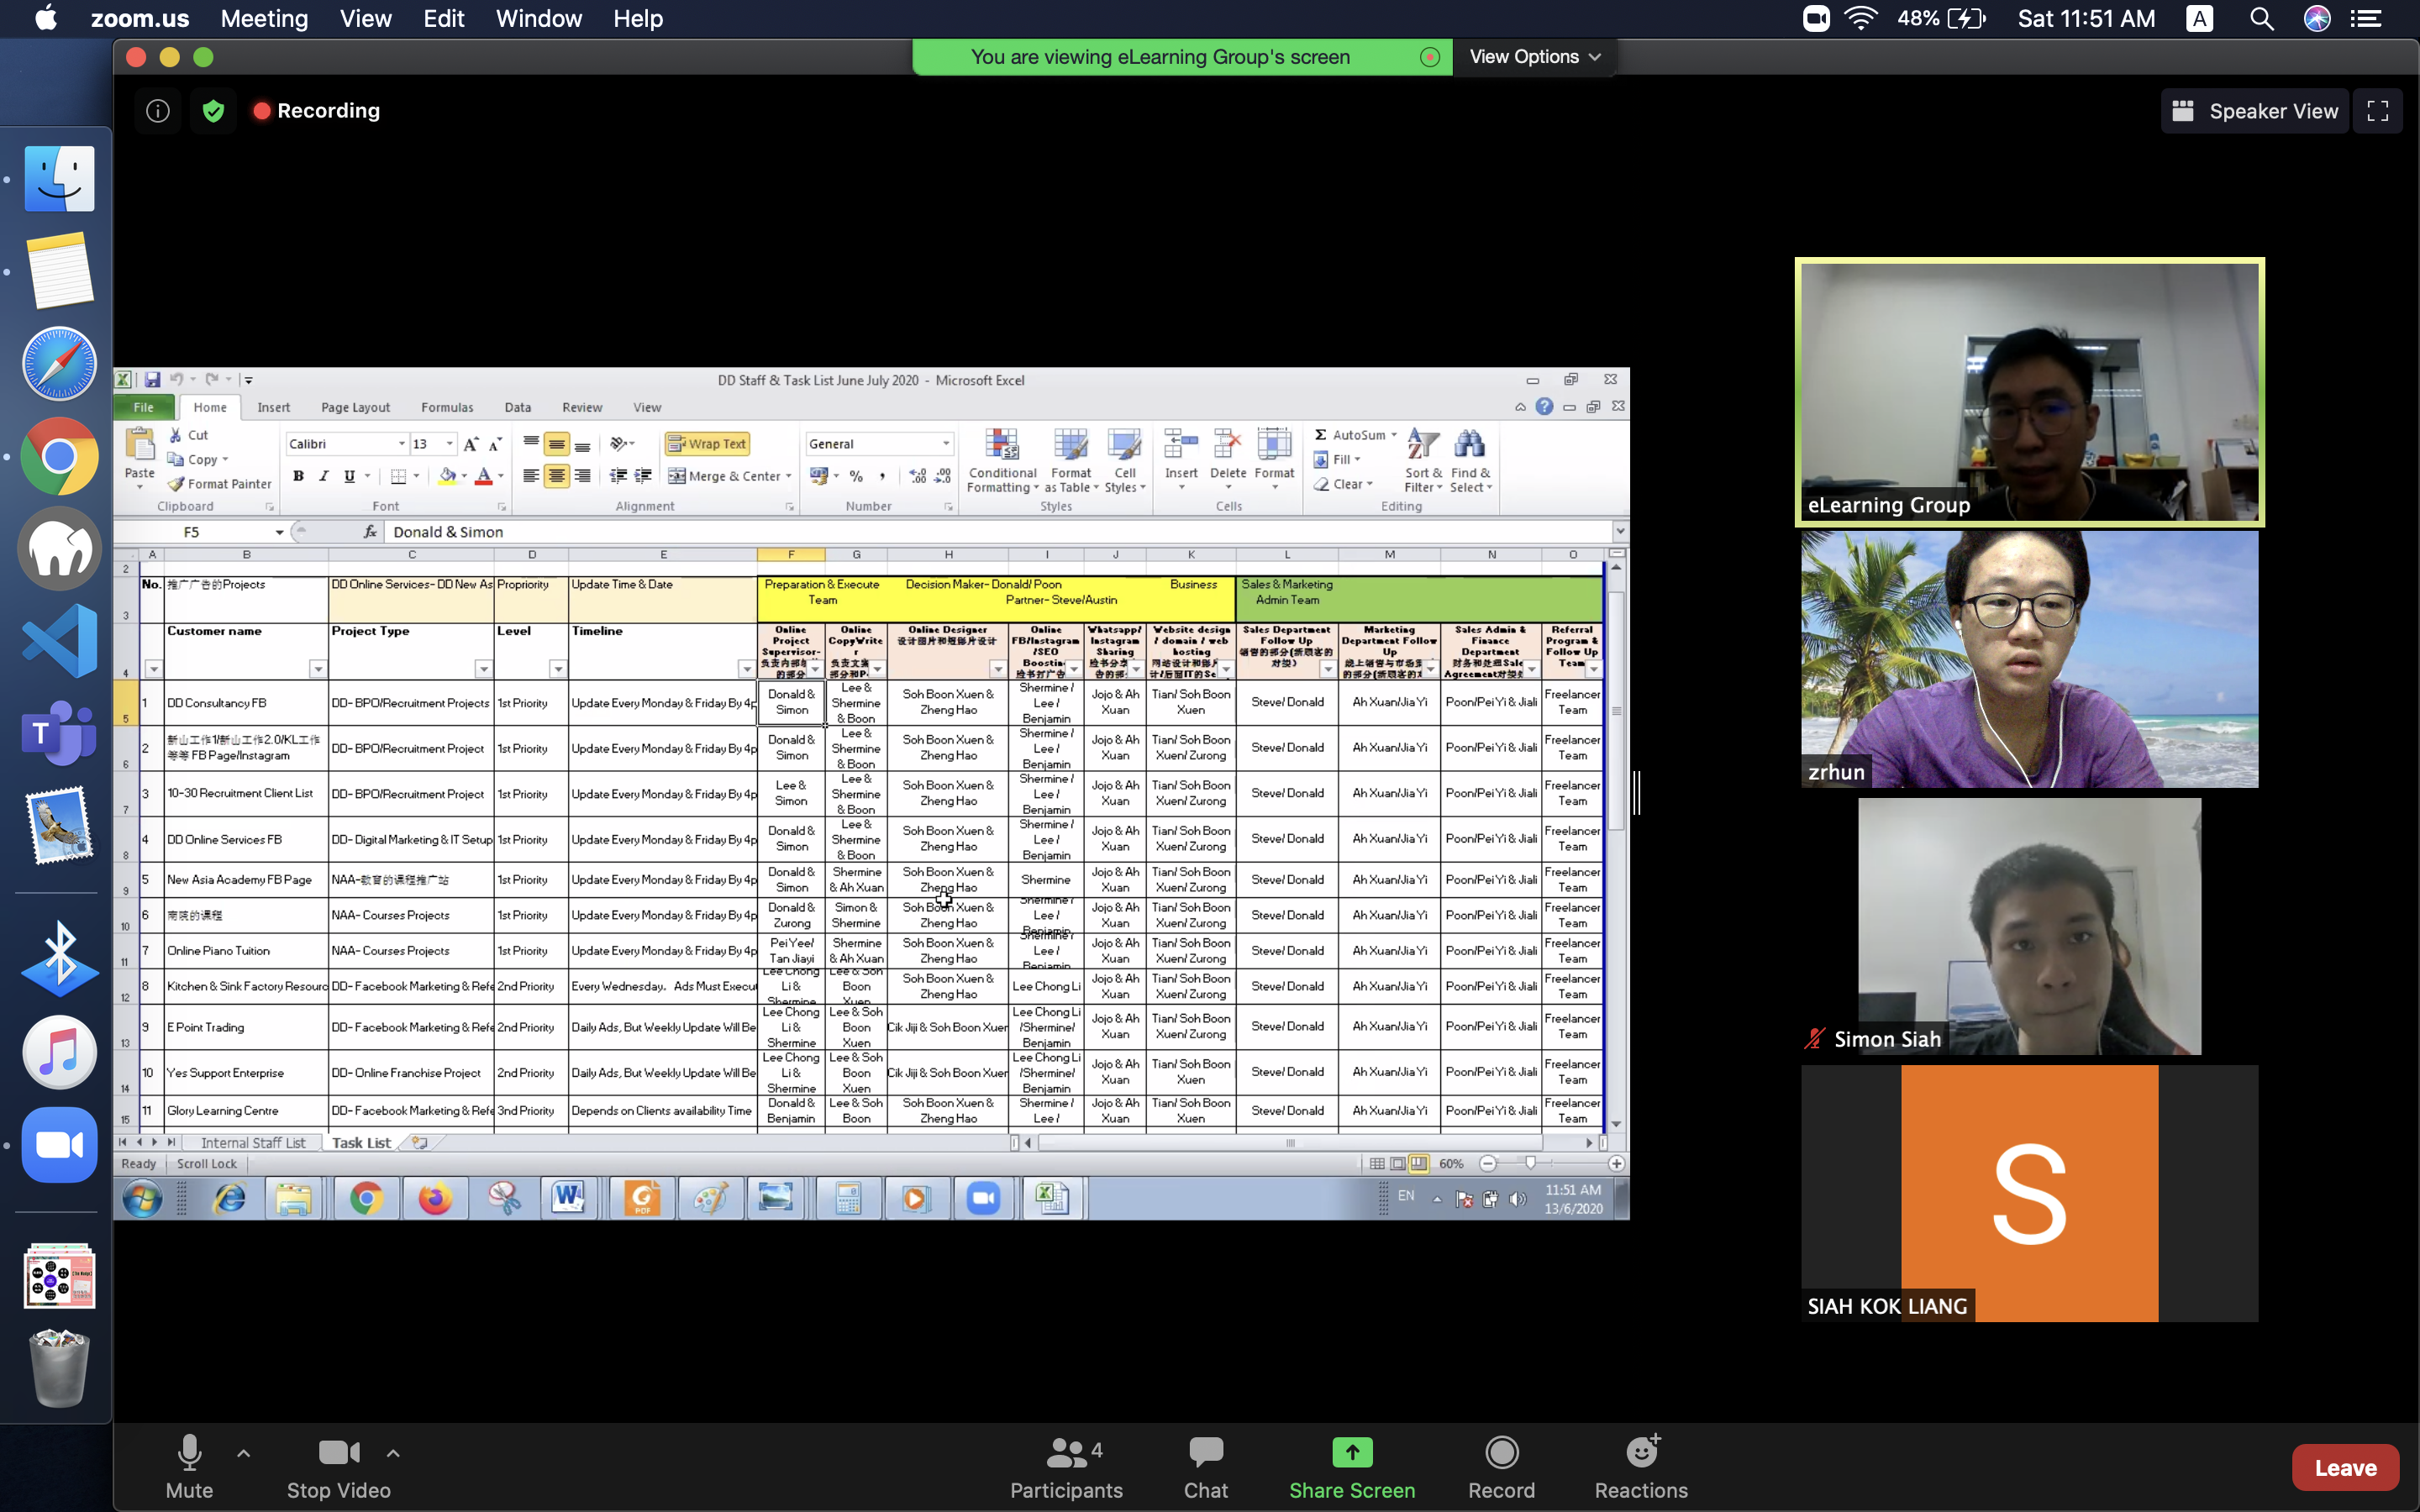 zoom.us Meeting View Edit Window Help
48% Sat 11:51 AM A
You are viewing eLearning Group's screen View Options
Recording
Speaker View
DD Staff & Task List June July 2020 - Microsoft Excel
File Home Insert Page Layout Formulas Data Review View
Paste
Cut
Copy
Format Painter
Clipboard
Calibri 13
B I U
Font
Wrap Text
Merge & Center
Alignment
General
Number
Conditional Formatting
Format as Table
Cell Styles
Styles
Insert Delete Format
Cells
AutoSum
Fill
Clear
Sort & Filter
Find & Select
Editing
F5 fx Donald & Simon
A B C D E F G H I J K L M N O
2
3 No. 推广广告的Projects DD Online Services- DD New As Propriority Update Time & Date Preparation & Execute Team Decision Maker- Donald/ Poon Business Partner- Steve/Austin Sales & Marketing Admin Team
4 Customer name Project Type Level Timeline Online Project Supervisor- Online CopyWriter Online Designer 设计图片和短影片设计 Online FB/Instagram /SEO Boostin Whatsapp/ Instagram Sharing Website design / domain / web hosting Sales Department Follow Up Marketing Department Follow Up Sales Admin & Finance Department Referral Program & Follow Up Team
5 1 DD Consultancy FB DD- BPO/Recruitment Projects 1st Priority Update Every Monday & Friday By 4p Donald & Simon Lee & Shermine & Boon Soh Boon Xuen & Zheng Hao Shermine / Lee / Benjamin Jojo & Ah Xuan Tian/ Soh Boon Xuen Steve/ Donald Ah Xuan/Jia Yi Poon/Pei Yi & Jiali Freelancer Team
6 2 新山工作1/新山工作2.0/KL工作等等 FB Page/Instagram DD- BPO/Recruitment Project 1st Priority Update Every Monday & Friday By 4p Donald & Simon Lee & Shermine & Boon Soh Boon Xuen & Zheng Hao Shermine / Lee / Benjamin Jojo & Ah Xuan Tian/ Soh Boon Xuen/ Zurong Steve/ Donald Ah Xuan/Jia Yi Poon/Pei Yi & Jiali Freelancer Team
7 3 10-30 Recruitment Client List DD- BPO/Recruitment Project 1st Priority Update Every Monday & Friday By 4p Lee & Simon Lee & Shermine & Boon Soh Boon Xuen & Zheng Hao Shermine / Lee / Benjamin Jojo & Ah Xuan Tian/ Soh Boon Xuen/ Zurong Steve/ Donald Ah Xuan/Jia Yi Poon/Pei Yi & Jiali Freelancer Team
8 4 DD Online Services FB DD- Digital Marketing & IT Setup 1st Priority Update Every Monday & Friday By 4p Donald & Simon Lee & Shermine & Boon Soh Boon Xuen & Zheng Hao Shermine / Lee / Benjamin Jojo & Ah Xuan Tian/ Soh Boon Xuen/ Zurong Steve/ Donald Ah Xuan/Jia Yi Poon/Pei Yi & Jiali Freelancer Team
9 5 New Asia Academy FB Page NAA-教育的课程推广站 1st Priority Update Every Monday & Friday By 4p Donald & Simon Shermine & Ah Xuan Soh Boon Xuen & Zheng Hao Shermine Jojo & Ah Xuan Tian/ Soh Boon Xuen/ Zurong Steve/ Donald Ah Xuan/Jia Yi Poon/Pei Yi & Jiali Freelancer Team
10 6 南院的课程 NAA- Courses Projects 1st Priority Update Every Monday & Friday By 4p Donald & Zurong Simon & Shermine Soh Boon Xuen & Zheng Hao Shermine / Lee / Benjamin Jojo & Ah Xuan Tian/ Soh Boon Xuen/ Zurong Steve/ Donald Ah Xuan/Jia Yi Poon/Pei Yi & Jiali Freelancer Team
11 7 Online Piano Tuition NAA- Courses Projects 1st Priority Update Every Monday & Friday By 4p Pei Yee/ Tan Jiayi Shermine & Ah Xuan Soh Boon Xuen & Zheng Hao Shermine / Lee / Benjamin Jojo & Ah Xuan Tian/ Soh Boon Xuen/ Zurong Steve/ Donald Ah Xuan/Jia Yi Poon/Pei Yi & Jiali Freelancer Team
12 8 Kitchen & Sink Factory Resourc DD- Facebook Marketing & Refe 2nd Priority Every Wednesday. Ads Must Execu Lee Chong Li & Shermine Lee & Soh Boon Xuen Soh Boon Xuen & Zheng Hao Lee Chong Li Jojo & Ah Xuan Tian/ Soh Boon Xuen/ Zurong Steve/ Donald Ah Xuan/Jia Yi Poon/Pei Yi & Jiali Freelancer Team
13 9 E Point Trading DD- Facebook Marketing & Refe 2nd Priority Daily Ads, But Weekly Update Will Be Lee Chong Li & Shermine Lee & Soh Boon Xuen Cik Jiji & Soh Boon Xuen Lee Chong Li /Shermine/ Benjamin Jojo & Ah Xuan Tian/ Soh Boon Xuen/ Zurong Steve/ Donald Ah Xuan/Jia Yi Poon/Pei Yi & Jiali Freelancer Team
14 10 Yes Support Enterprise DD- Online Franchise Project 2nd Priority Daily Ads, But Weekly Update Will Be Lee Chong Li & Shermine Lee & Soh Boon Xuen Cik Jiji & Soh Boon Xuen Lee Chong Li /Shermine/ Benjamin Jojo & Ah Xuan Tian/ Soh Boon Xuen Steve/ Donald Ah Xuan/Jia Yi Poon/Pei Yi & Jiali Freelancer Team
15 11 Glory Learning Centre DD- Facebook Marketing & Refe 3nd Priority Depends on Clients availability Time Donald & Benjamin Lee & Soh Boon Soh Boon Xuen & Zheng Hao Shermine / Lee / Jojo & Ah Xuan Tian/ Soh Boon Xuen Steve/ Donald Ah Xuan/Jia Yi Poon/Pei Yi & Jiali Freelancer Team
Internal Staff List Task List
Ready Scroll Lock 60%
EN 11:51 AM
13/6/2020
eLearning Group
zrhun
Simon Siah
S
SIAH KOK LIANG
Mute Stop Video Participants 4 Chat Share Screen Record Reactions Leave